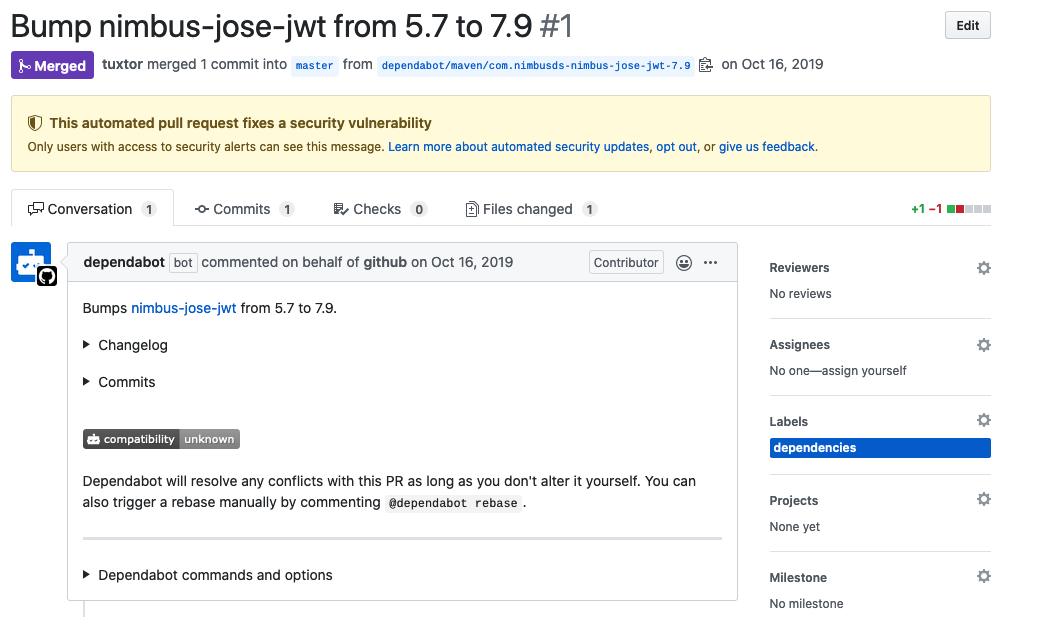 Bump nimbus-jose-jwt from 5.7 to 7.9 #1
Edit
Merged tuxtor merged 1 commit into master from dependabot/maven/com.nimbusds-nimbus-jose-jwt-7.9 on Oct 16, 2019
This automated pull request fixes a security vulnerability
Only users with access to security alerts can see this message. Learn more about automated security updates, opt out, or give us feedback.
Conversation 1 Commits 1 Checks 0 Files changed 1 +1 −1
dependabot bot commented on behalf of github on Oct 16, 2019 Contributor
Bumps nimbus-jose-jwt from 5.7 to 7.9.
Changelog
Commits
compatibility unknown
Dependabot will resolve any conflicts with this PR as long as you don't alter it yourself. You can
also trigger a rebase manually by commenting @dependabot rebase.
Dependabot commands and options
Reviewers
No reviews
Assignees
No one—assign yourself
Labels
dependencies
Projects
None yet
Milestone
No milestone